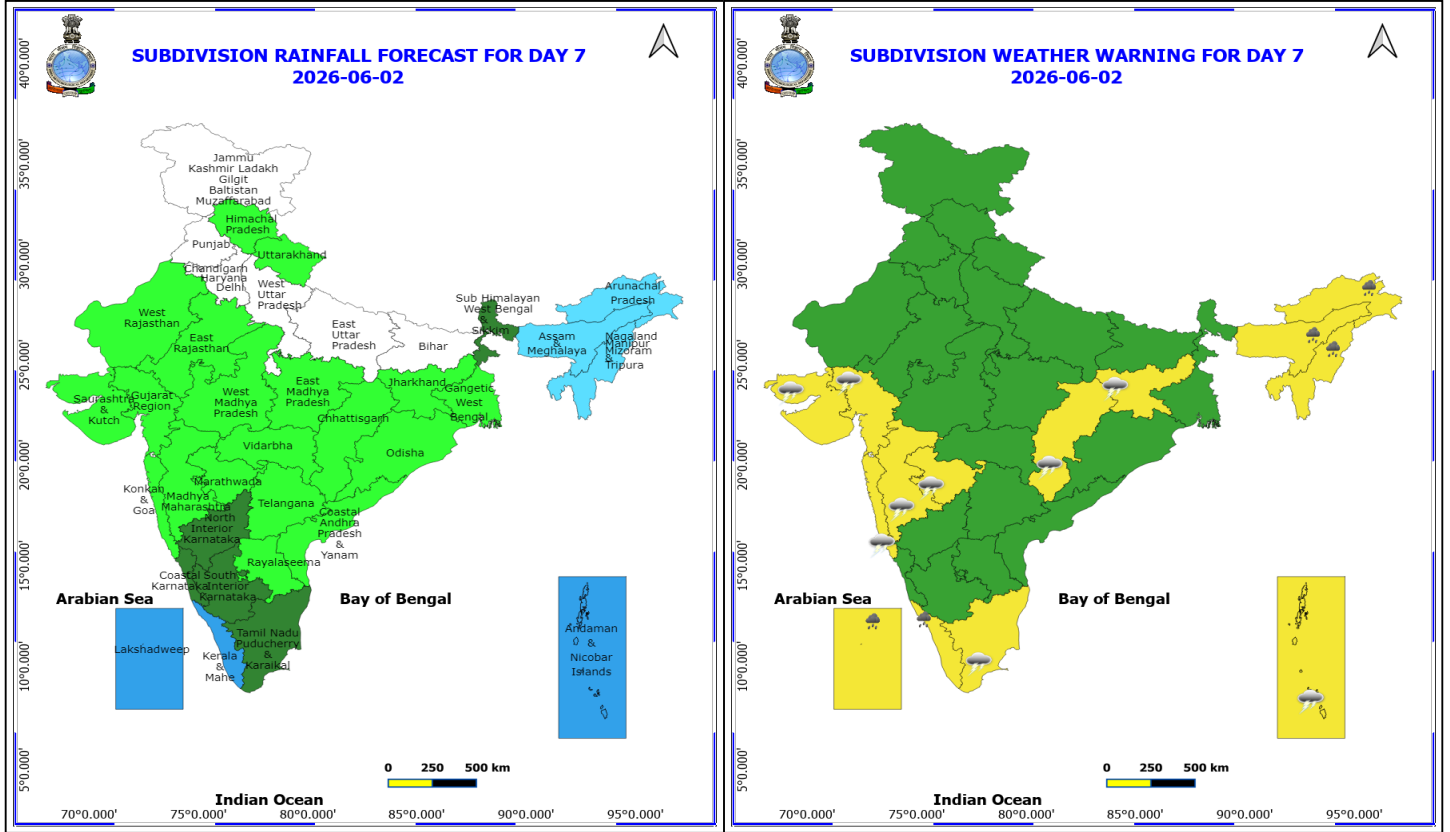 SUBDIVISION RAINFALL FORECAST FOR DAY 7
2026-06-02
40°0.000'
35°0.000'
30°0.000'
25°0.000'
20°0.000'
15°0.000'
10°0.000'
5°0.000'
Jammu
Kashmir Ladakh
Gilgit
Baltistan
Muzaffarabad
Himachal
Pradesh
Punjab
Uttarakhand
Chandigarh
Haryana
Delhi
West
Uttar
Pradesh
West
Rajasthan
East
Rajasthan
East
Uttar
Pradesh
Bihar
Sub Himalayan
West Bengal
&
Sikkim
Arunachal
Pradesh
Assam
&
Meghalaya
Nagaland
Manipur
Mizoram
&
Tripura
Saurashtra
&
Kutch
Gujarat
Region
West
Madhya
Pradesh
East
Madhya
Pradesh
Jharkhand
Gangetic
West
Bengal
Chhattisgarh
Vidarbha
Odisha
Konkan
&
Goa
Madhya
Maharashtra
Marathwada
Telangana
North
Interior
Karnataka
Coastal
Andhra
Pradesh
&
Yanam
Rayalaseema
Coastal
Karnataka
South
Interior
Karnataka
Arabian Sea
Bay of Bengal
Lakshadweep
Kerala
&
Mahe
Tamil Nadu
Puducherry
&
Karaikal
Andaman
&
Nicobar
Islands
0 250 500 km
Indian Ocean
70°0.000' 75°0.000' 80°0.000' 85°0.000' 90°0.000' 95°0.000'
SUBDIVISION WEATHER WARNING FOR DAY 7
2026-06-02
40°0.000'
35°0.000'
30°0.000'
25°0.000'
20°0.000'
15°0.000'
10°0.000'
5°0.000'
Arabian Sea
Bay of Bengal
0 250 500 km
Indian Ocean
70°0.000' 75°0.000' 80°0.000' 85°0.000' 90°0.000' 95°0.000'